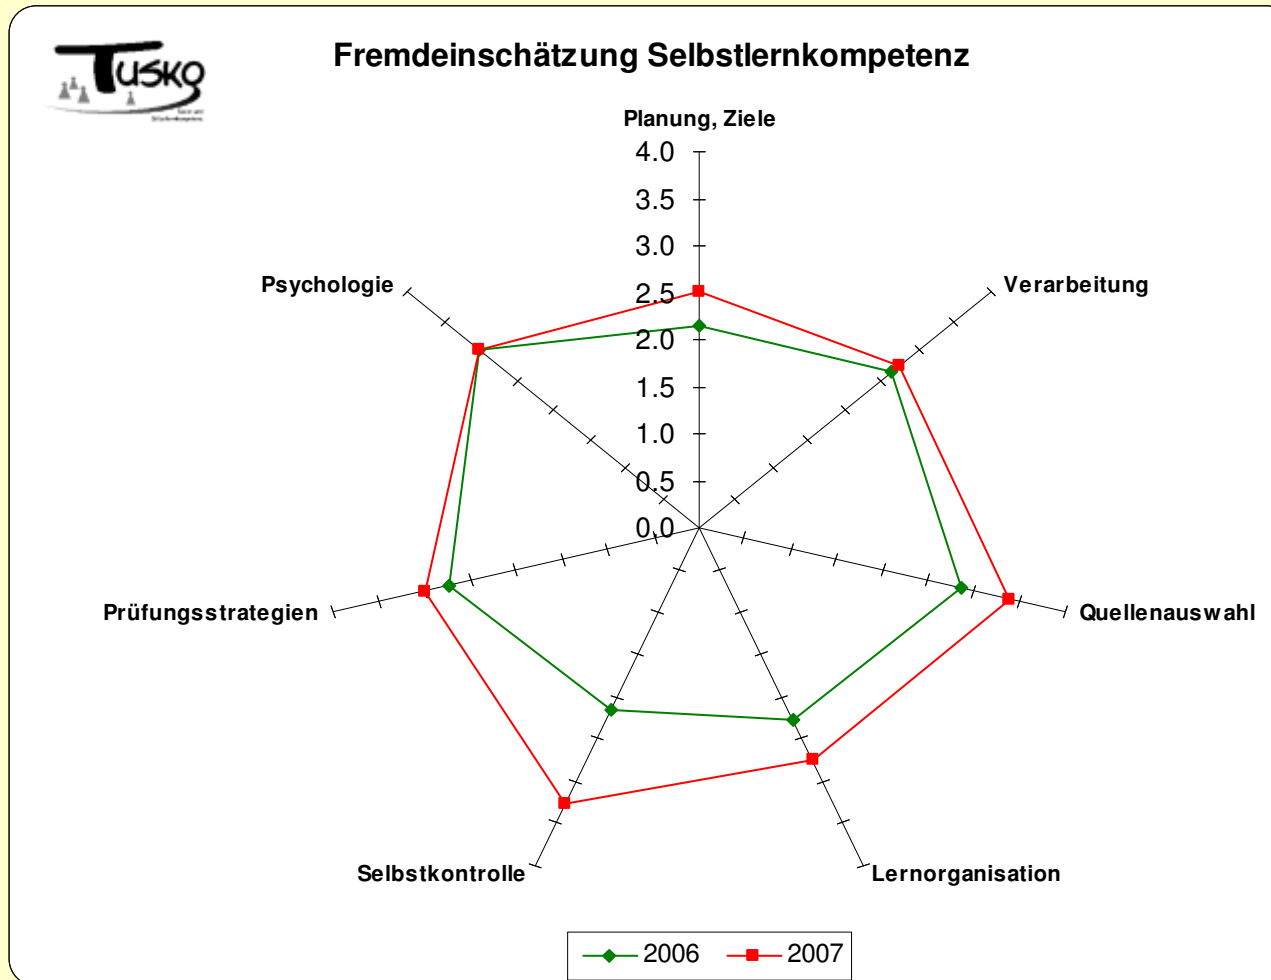 Tusko
Fremdeinschätzung Selbstlernkompetenz
Planung, Ziele
4.0
3.5
3.0
2.5
2.0
1.5
1.0
0.5
0.0
Psychologie
Verarbeitung
Prüfungsstrategien
Quellenauswahl
Selbstkontrolle
Lernorganisation
2006
2007